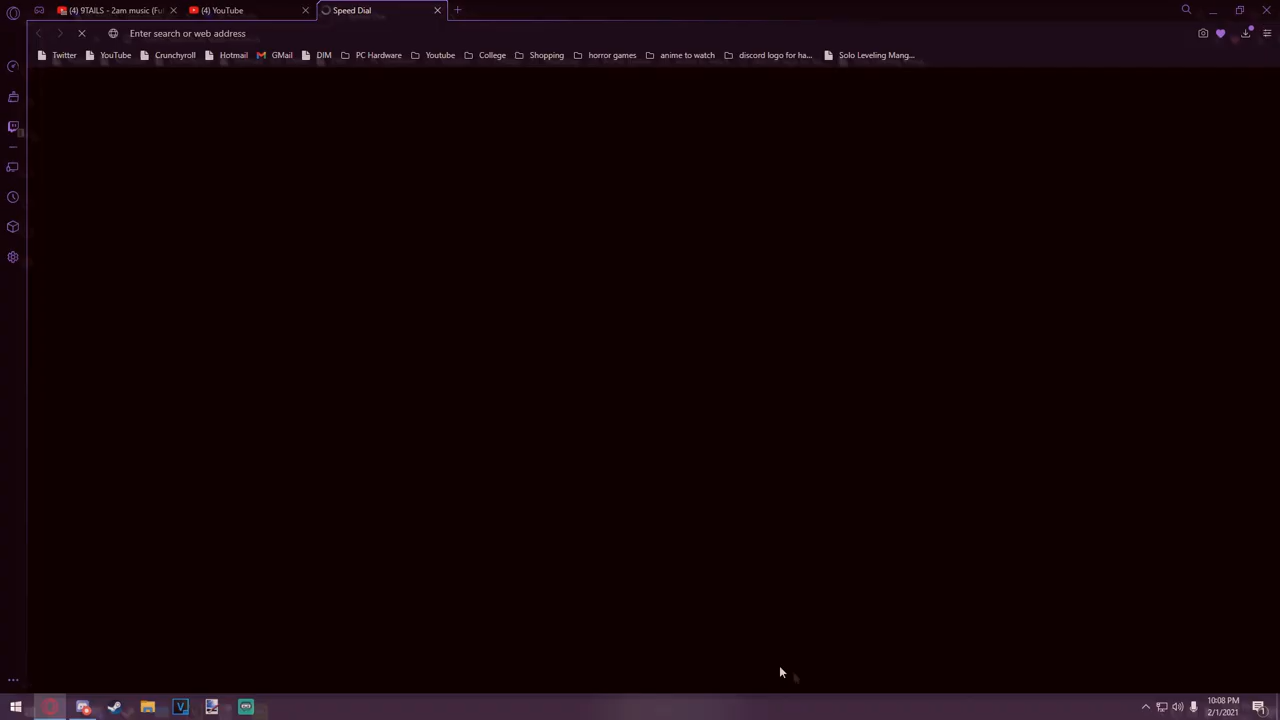 (4) 9TAILS - 2am music (Fu
(4) YouTube
Speed Dial
Enter search or web address
Twitter YouTube Crunchyroll Hotmail GMail DIM PC Hardware Youtube College Shopping horror games anime to watch discord logo for ha... Solo Leveling Mang...
10:08 PM
2/1/2021